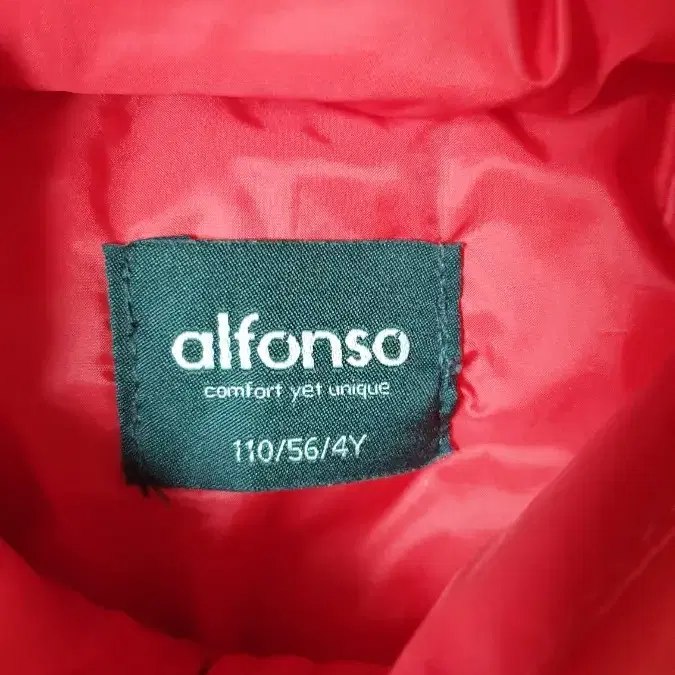 alfonso
comfort yet unique
110/56/4Y